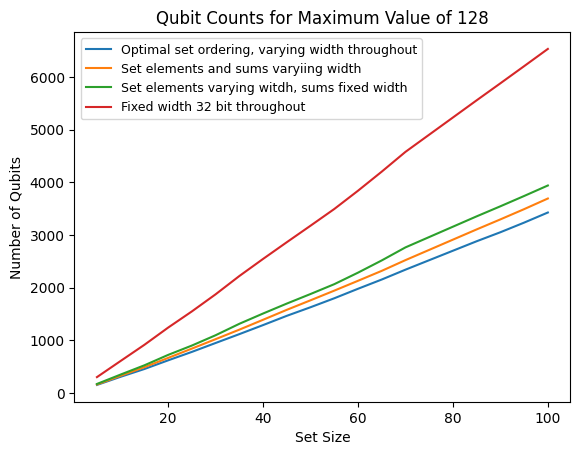 Qubit Counts for Maximum Value of 128
Optimal set ordering, varying width throughout
Set elements and sums varyiing width
Set elements varying witdh, sums fixed width
Fixed width 32 bit throughout
Number of Qubits
6000
5000
4000
3000
2000
1000
0
20 40 60 80 100
Set Size